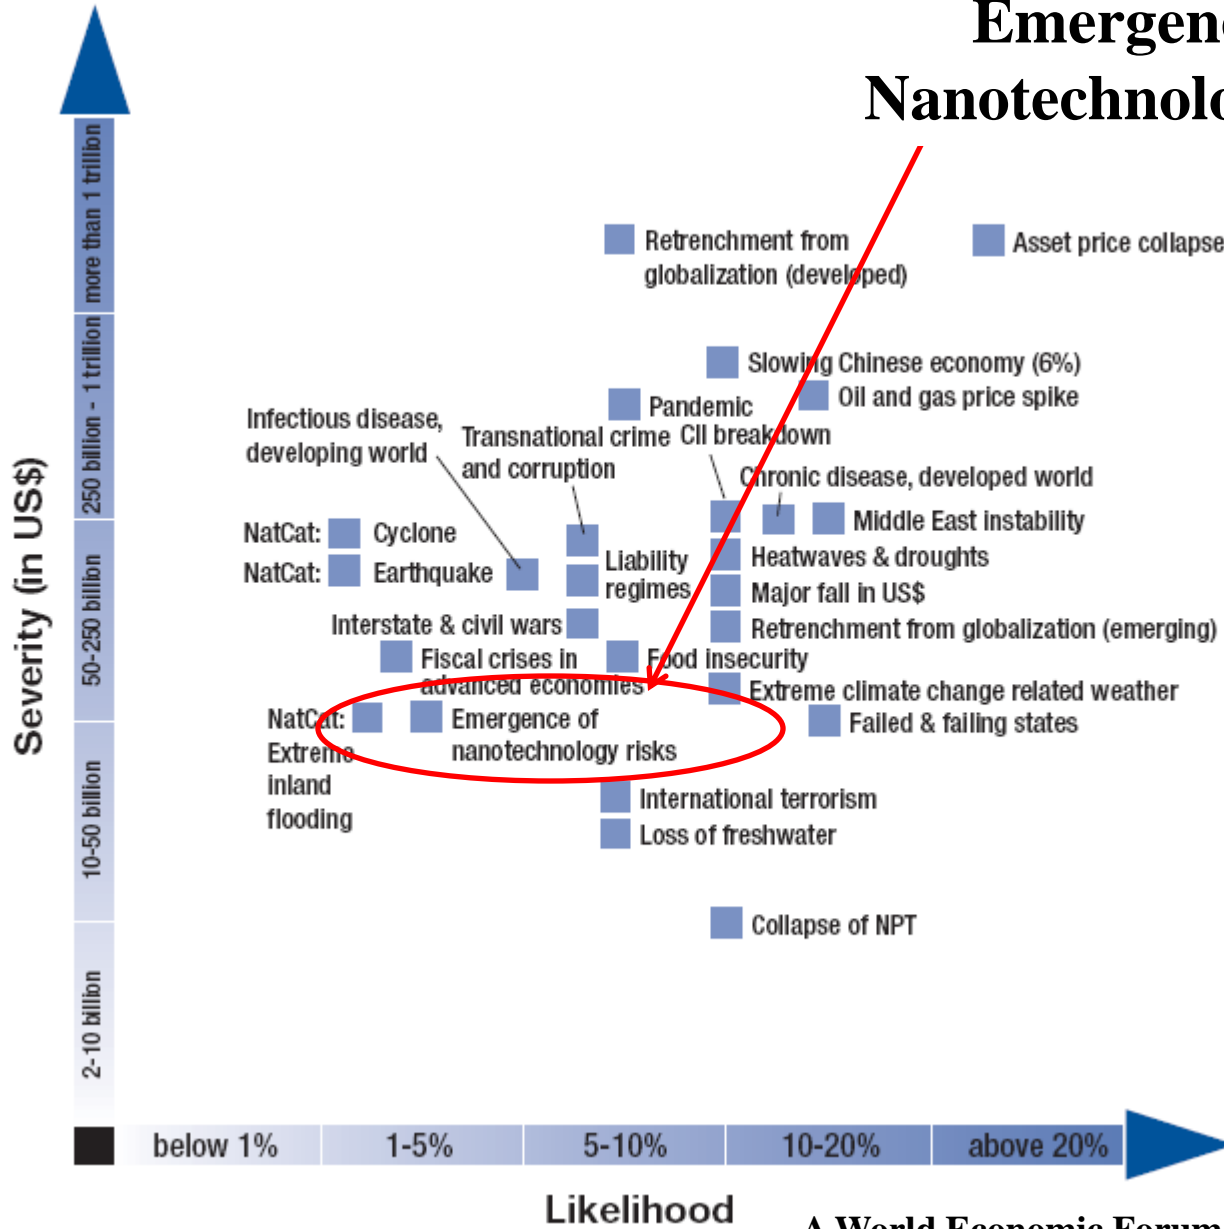 Emergenc
Nanotechnolo
more than 1 trillion
Retrenchment from
globalization (developed)
Asset price collapse
250 billion - 1 trillion
Slowing Chinese economy (6%)
Oil and gas price spike
Pandemic
Infectious disease,
developing world
Transnational crime
and corruption
CII breakdown
Chronic disease, developed world
Middle East instability
NatCat: Cyclone
NatCat: Earthquake
Liability
regimes
Heatwaves & droughts
Major fall in US$
Severity (in US$)
50-250 billion
Interstate & civil wars
Retrenchment from globalization (emerging)
Fiscal crises in
advanced economies
Food insecurity
Extreme climate change related weather
NatCat:
Extreme
inland
flooding
Emergence of
nanotechnology risks
Failed & failing states
10-50 billion
International terrorism
Loss of freshwater
Collapse of NPT
2-10 billion
below 1%
1-5%
5-10%
10-20%
above 20%
Likelihood
A World Economic Forum